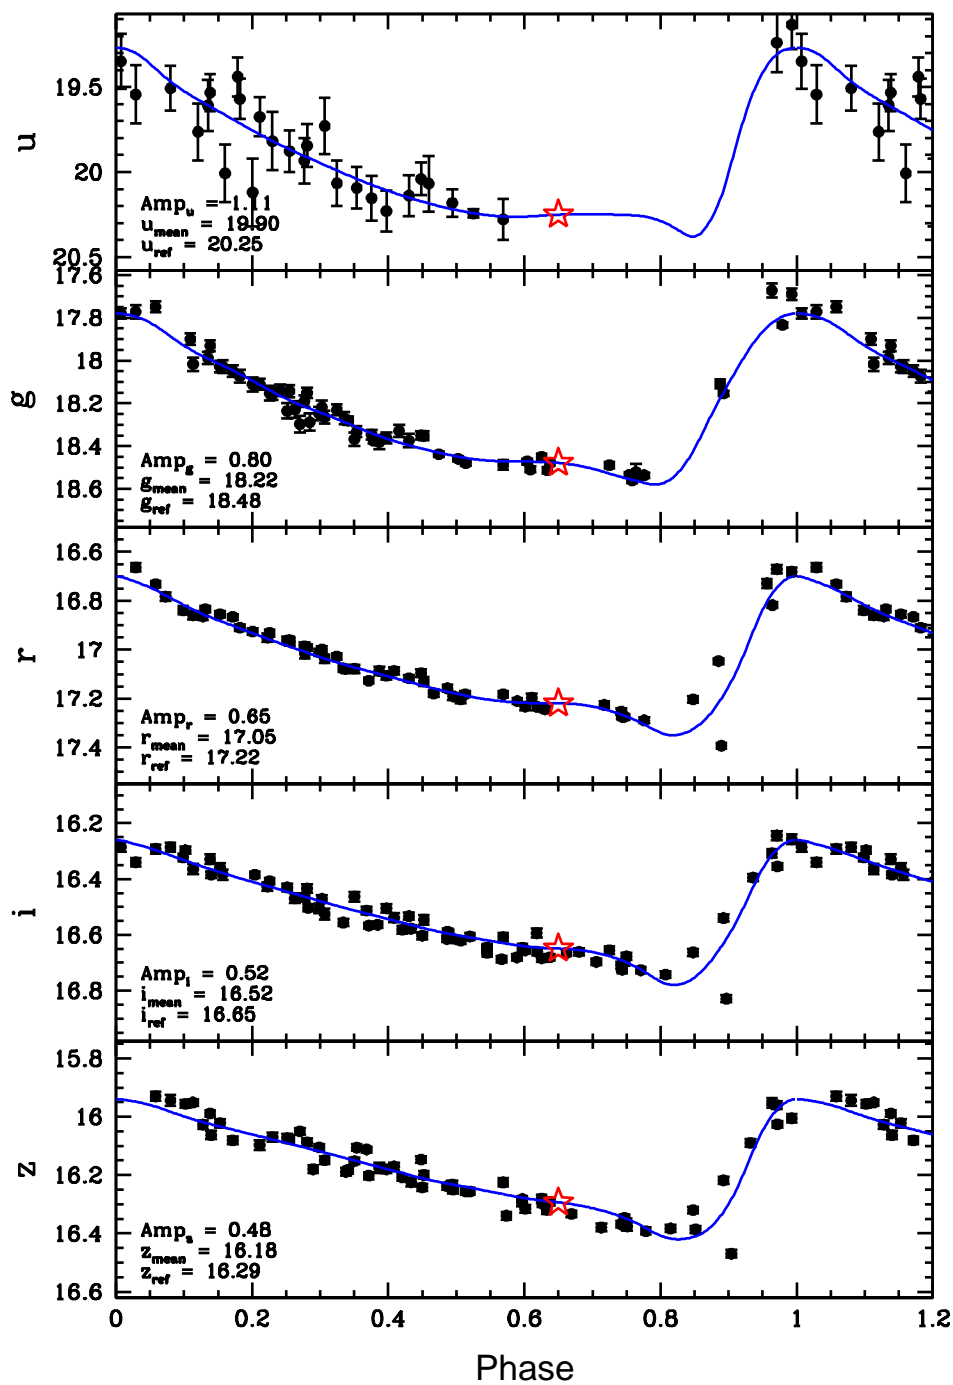 u
19.5
20
20.5
Amp_u = 1.11
u_mean = 19.90
u_ref = 20.25
g
17.6
17.8
18
18.2
18.4
18.6
Amp_g = 0.80
g_mean = 18.22
g_ref = 18.48
r
16.6
16.8
17
17.2
17.4
Amp_r = 0.65
r_mean = 17.05
r_ref = 17.22
i
16.2
16.4
16.6
16.8
Amp_i = 0.52
i_mean = 16.52
i_ref = 16.65
z
15.8
16
16.2
16.4
16.6
Amp_z = 0.48
z_mean = 16.18
z_ref = 16.29
0 0.2 0.4 0.6 0.8 1 1.2
Phase